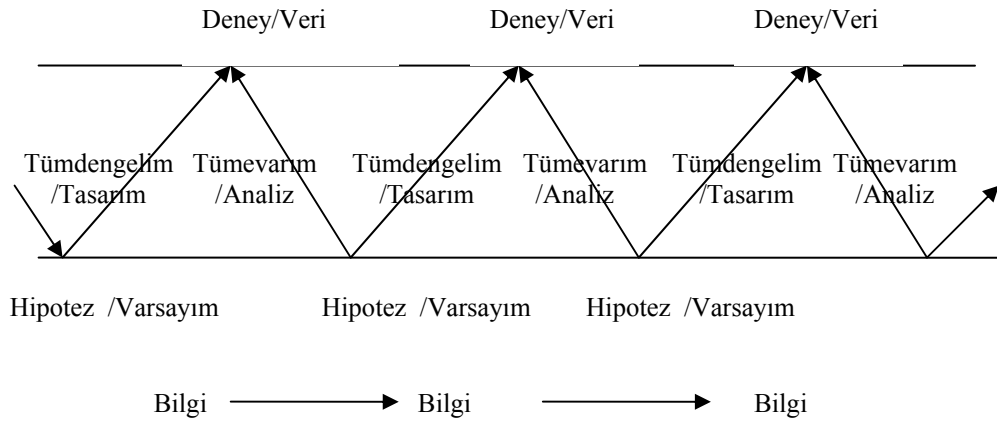 Deney/Veri Deney/Veri Deney/Veri
Tümdengelim Tümevarım Tümdengelim Tümevarım Tümdengelim Tümevarım
/Tasarım /Analiz /Tasarım /Analiz /Tasarım /Analiz
Hipotez /Varsayım Hipotez /Varsayım Hipotez /Varsayım
Bilgi Bilgi Bilgi